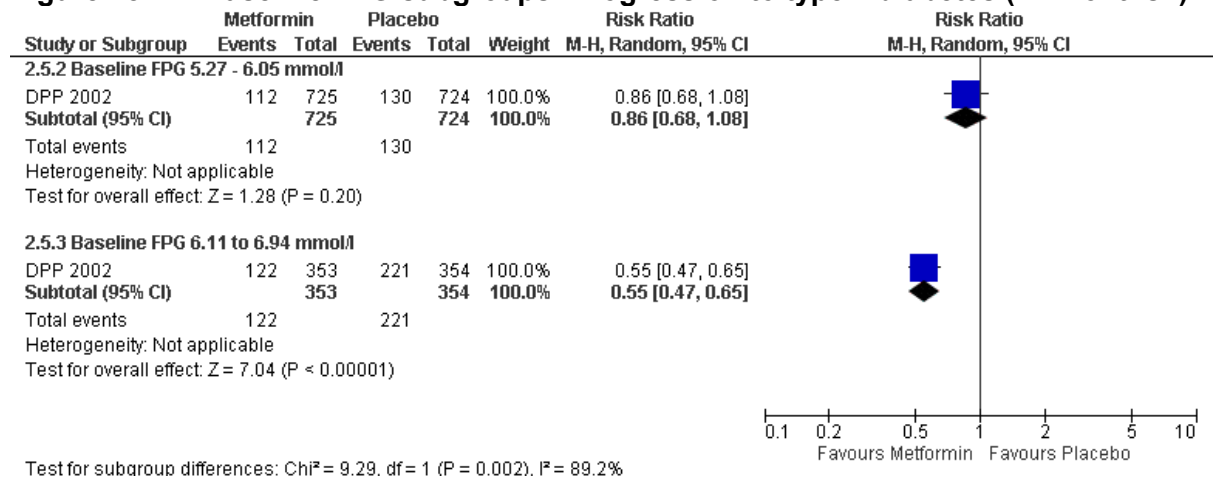 Metformin Placebo Risk Ratio Risk Ratio
Study or Subgroup Events Total Events Total Weight M-H, Random, 95% CI M-H, Random, 95% CI
2.5.2 Baseline FPG 5.27 - 6.05 mmol/l
DPP 2002 112 725 130 724 100.0% 0.86 [0.68, 1.08]
Subtotal (95% CI) 725 724 100.0% 0.86 [0.68, 1.08]
Total events 112 130
Heterogeneity: Not applicable
Test for overall effect: Z = 1.28 (P = 0.20)
2.5.3 Baseline FPG 6.11 to 6.94 mmol/l
DPP 2002 122 353 221 354 100.0% 0.55 [0.47, 0.65]
Subtotal (95% CI) 353 354 100.0% 0.55 [0.47, 0.65]
Total events 122 221
Heterogeneity: Not applicable
Test for overall effect: Z = 7.04 (P < 0.00001)
0.1 0.2 0.5 1 2 5 10
Favours Metformin Favours Placebo
Test for subgroup differences: Chi² = 9.29, df = 1 (P = 0.002), I² = 89.2%